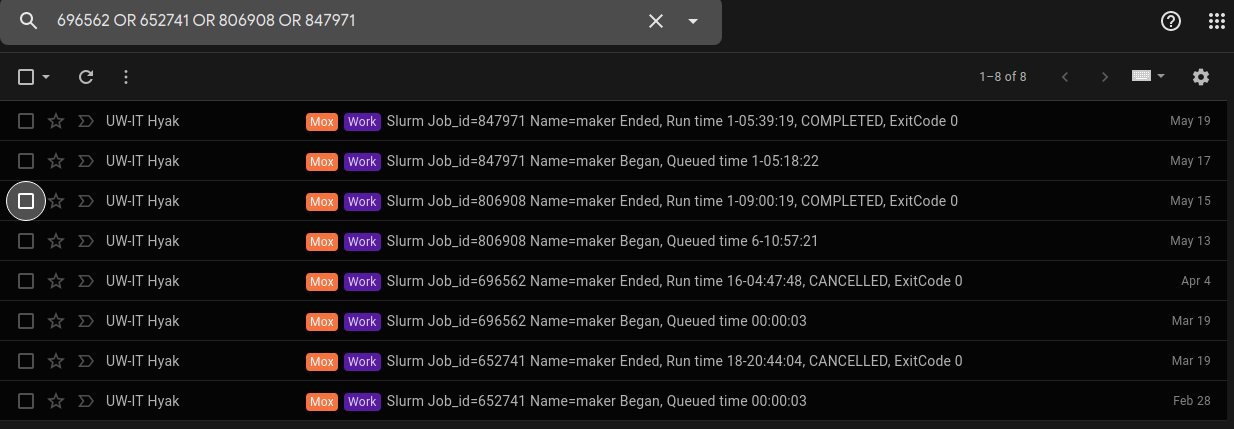 696562 OR 652741 OR 806908 OR 847971
1–8 of 8
UW-IT Hyak Mox Work Slurm Job_id=847971 Name=maker Ended, Run time 1-05:39:19, COMPLETED, ExitCode 0 May 19
UW-IT Hyak Mox Work Slurm Job_id=847971 Name=maker Began, Queued time 1-05:18:22 May 17
UW-IT Hyak Mox Work Slurm Job_id=806908 Name=maker Ended, Run time 1-09:00:19, COMPLETED, ExitCode 0 May 15
UW-IT Hyak Mox Work Slurm Job_id=806908 Name=maker Began, Queued time 6-10:57:21 May 13
UW-IT Hyak Mox Work Slurm Job_id=696562 Name=maker Ended, Run time 16-04:47:48, CANCELLED, ExitCode 0 Apr 4
UW-IT Hyak Mox Work Slurm Job_id=696562 Name=maker Began, Queued time 00:00:03 Mar 19
UW-IT Hyak Mox Work Slurm Job_id=652741 Name=maker Ended, Run time 18-20:44:04, CANCELLED, ExitCode 0 Mar 19
UW-IT Hyak Mox Work Slurm Job_id=652741 Name=maker Began, Queued time 00:00:03 Feb 28